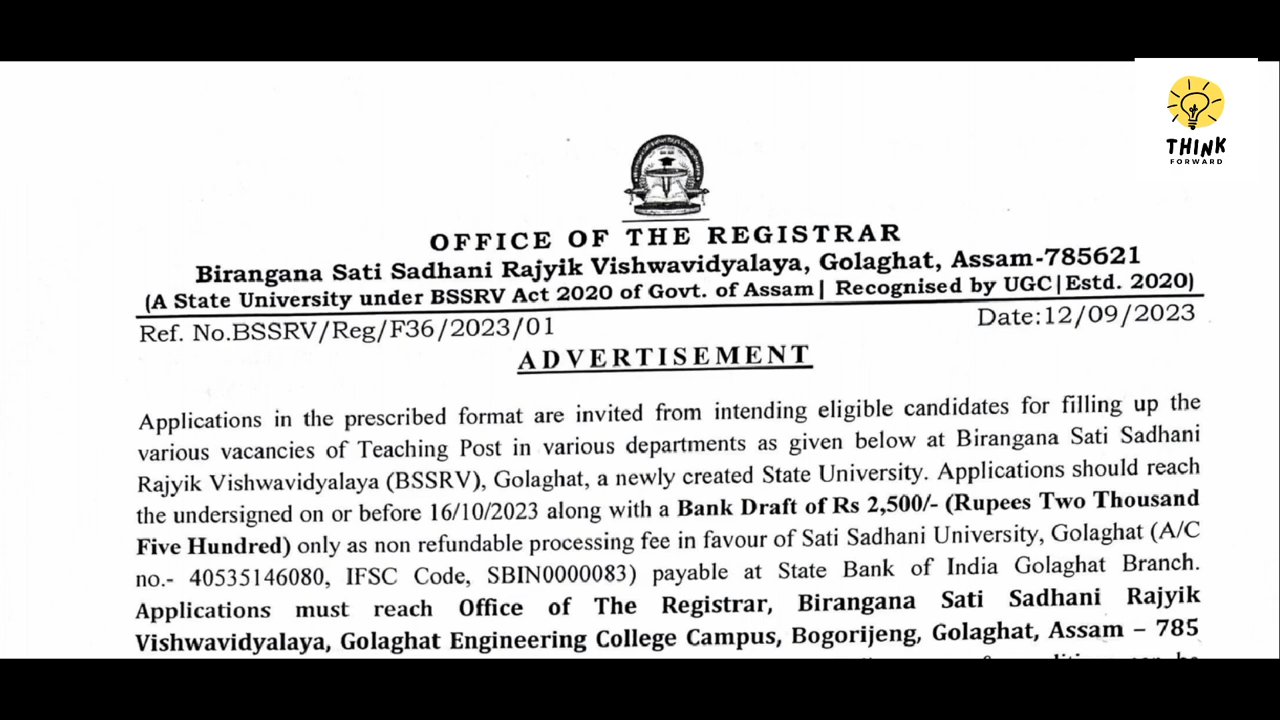 THINK
FORWARD
OFFICE OF THE REGISTRAR
Birangana Sati Sadhani Rajyik Vishwavidyalaya, Golaghat, Assam-785621
(A State University under BSSRV Act 2020 of Govt. of Assam| Recognised by UGC|Estd. 2020)
Ref. No.BSSRV/Reg/F36/2023/01
Date:12/09/2023
ADVERTISEMENT
Applications in the prescribed format are invited from intending eligible candidates for filling up the
various vacancies of Teaching Post in various departments as given below at Birangana Sati Sadhani
Rajyik Vishwavidyalaya (BSSRV), Golaghat, a newly created State University. Applications should reach
the undersigned on or before 16/10/2023 along with a Bank Draft of Rs 2,500/- (Rupees Two Thousand
Five Hundred) only as non refundable processing fee in favour of Sati Sadhani University, Golaghat (A/C
no.- 40535146080, IFSC Code, SBIN0000083) payable at State Bank of India Golaghat Branch.
Applications must reach Office of The Registrar, Birangana Sati Sadhani Rajyik
Vishwavidyalaya, Golaghat Engineering College Campus, Bogorijeng, Golaghat, Assam – 785